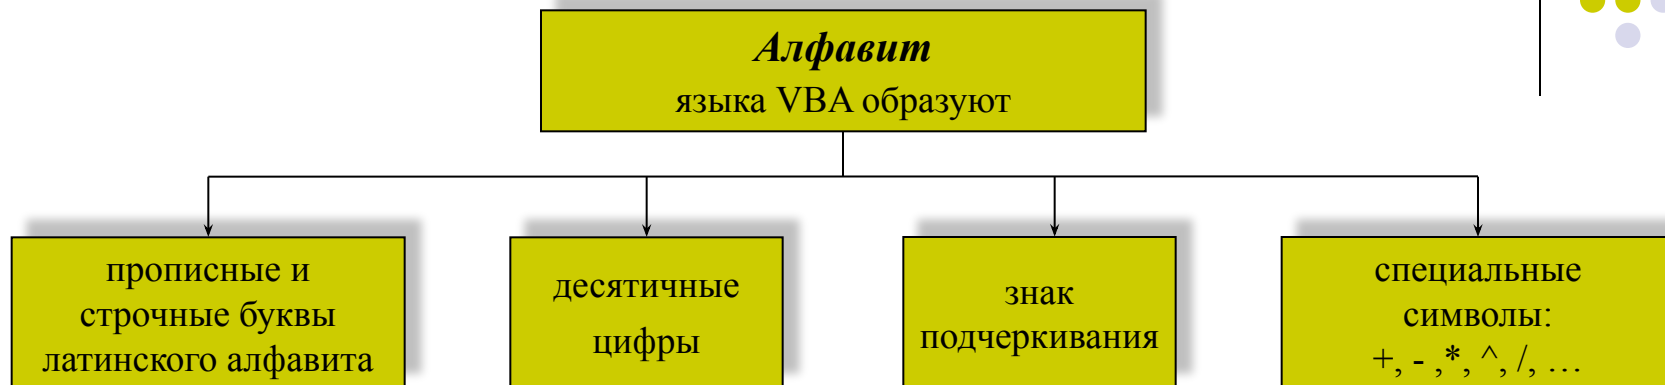 Алфавит
языка VBA образуют
прописные и
строчные буквы
латинского алфавита
десятичные
цифры
знак
подчеркивания
специальные
символы:
+, - ,*, ^, /, …